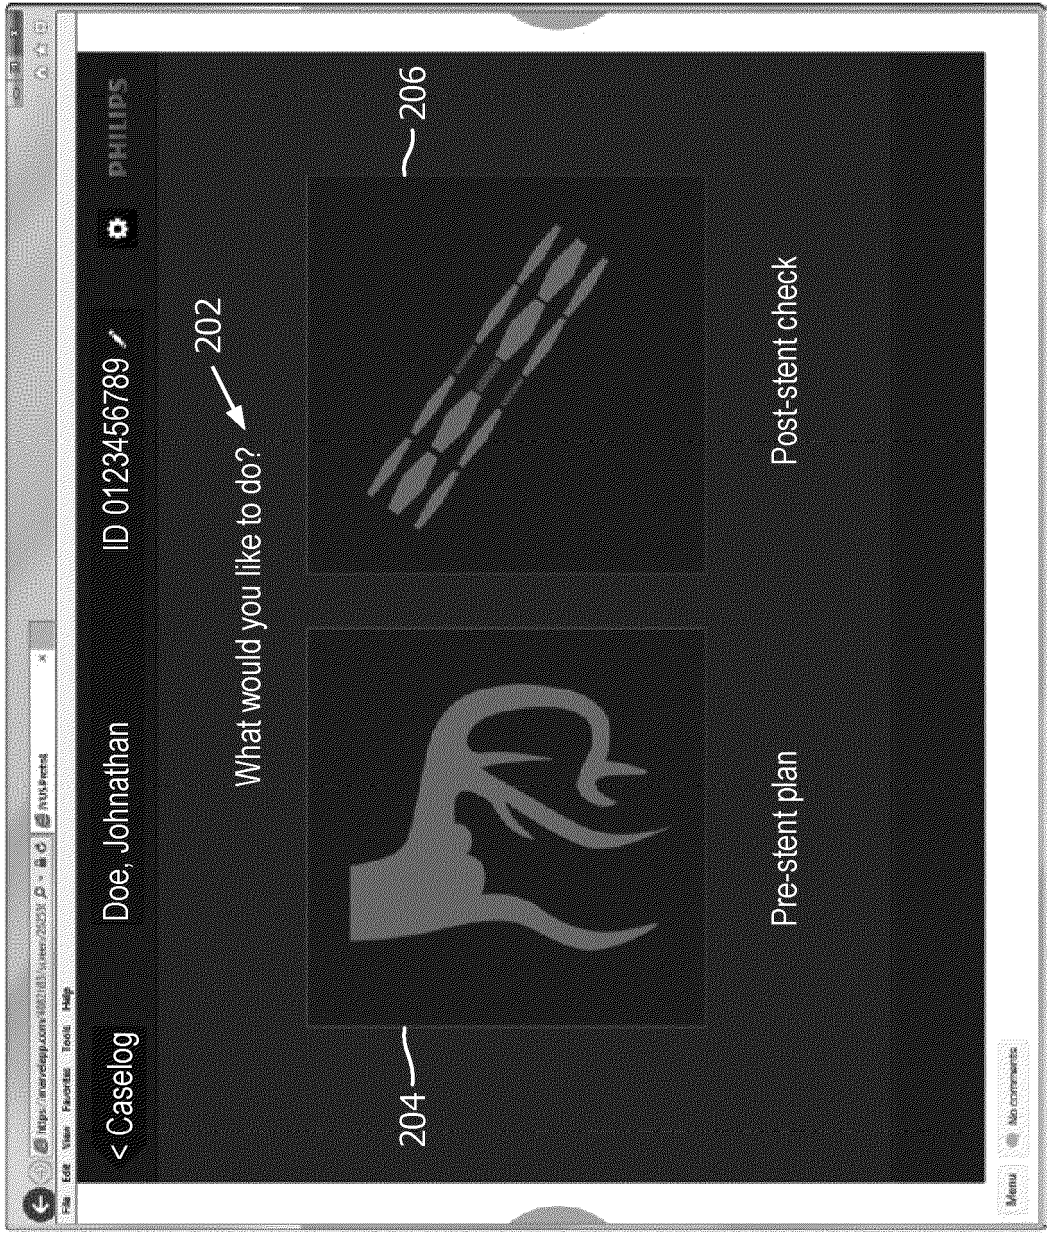 File Edit View Favorites Tools Help
< Caselog
Doe, Johnathan
ID 0123456789
PHILIPS
What would you like to do?
202
204
206
Pre-stent plan
Post-stent check
Menu
No comments